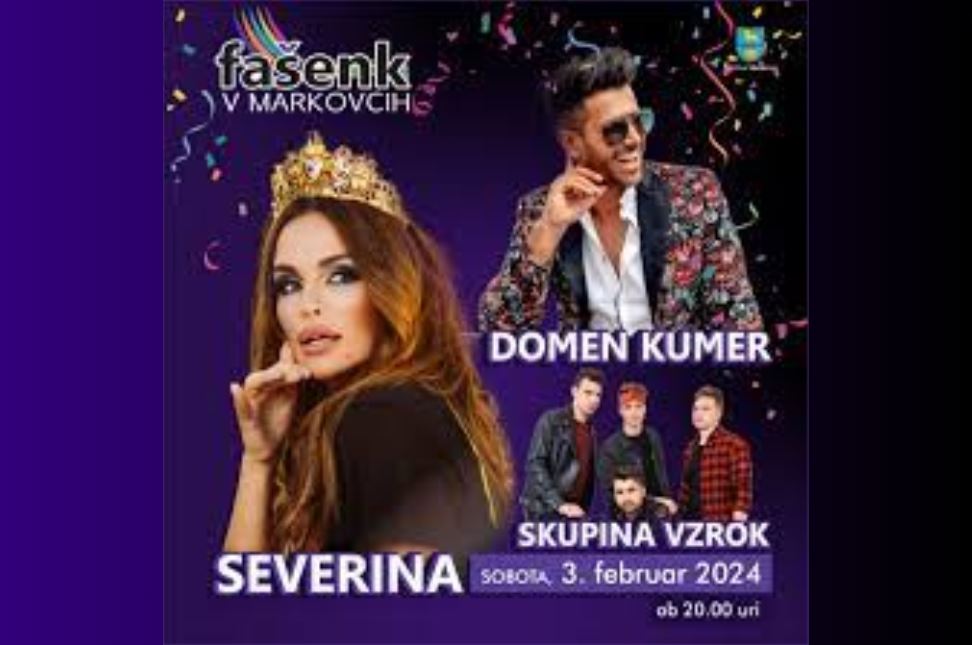 fašenk
V MARKOVCIH
DOMEN KUMER
SKUPINA VZROK
SEVERINA
SOBOTA, 3. februar 2024
ob 20.00 uri